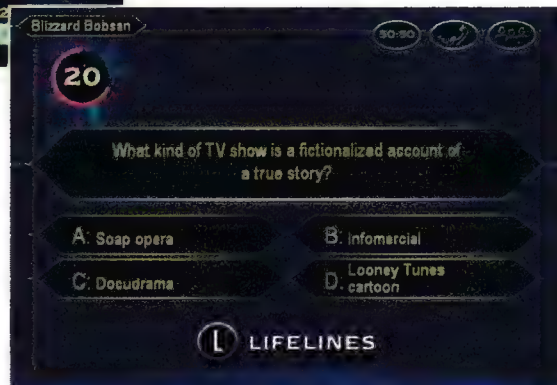 Blizzard Bobsan
50:50
20
What kind of TV show is a fictionalized account of
a true story?
A: Soap opera
B: Infomercial
C: Docudrama
D: Looney Tunes
cartoon
L LIFELINES